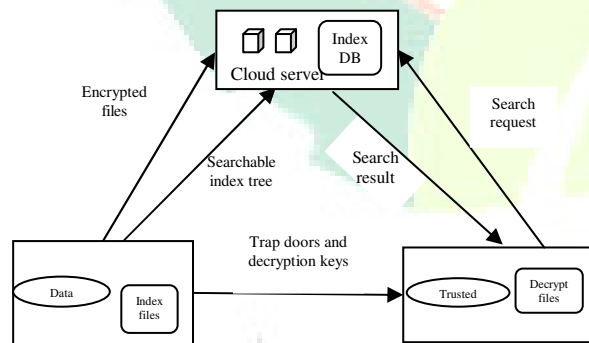 Index
DB
Cloud server
Encrypted
files
Search
request
Searchable
index tree
Search
result
Trap doors and
decryption keys
Data
Index
files
Trusted
Decrypt
files